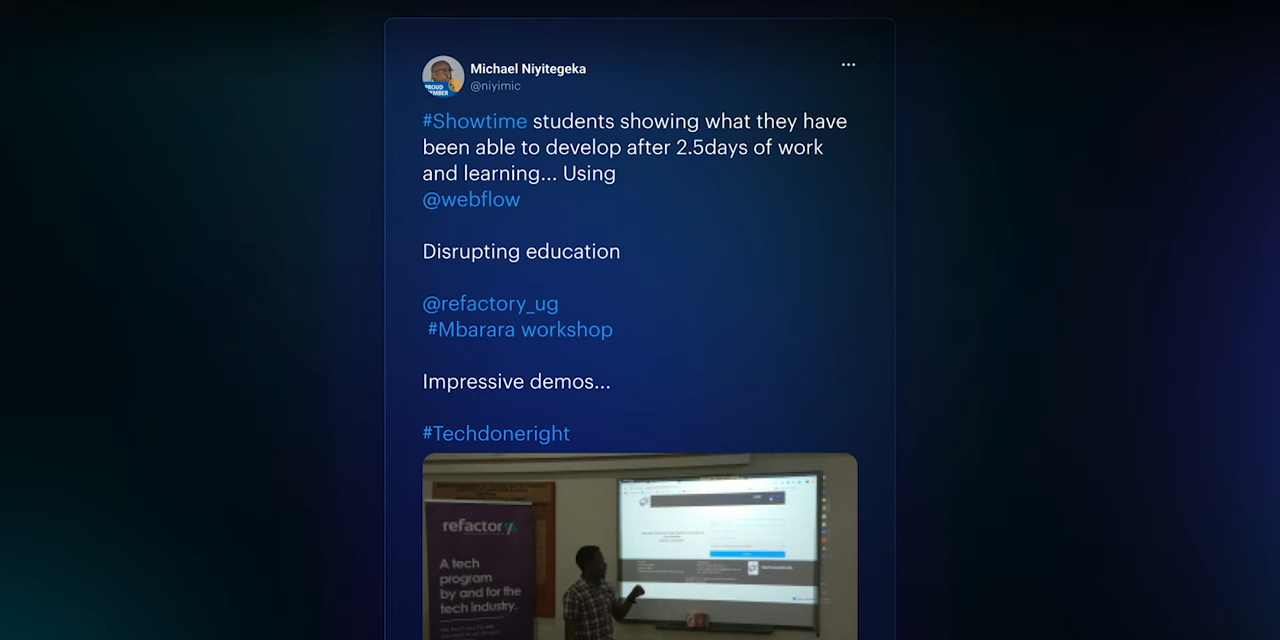 Michael Niyitegeka
@niyimic
#Showtime students showing what they have
been able to develop after 2.5days of work
and learning... Using
@webflow
Disrupting education
@refactory_ug
#Mbarara workshop
Impressive demos...
#Techdoneright
refactory
A tech
program
by and for the
tech industry.